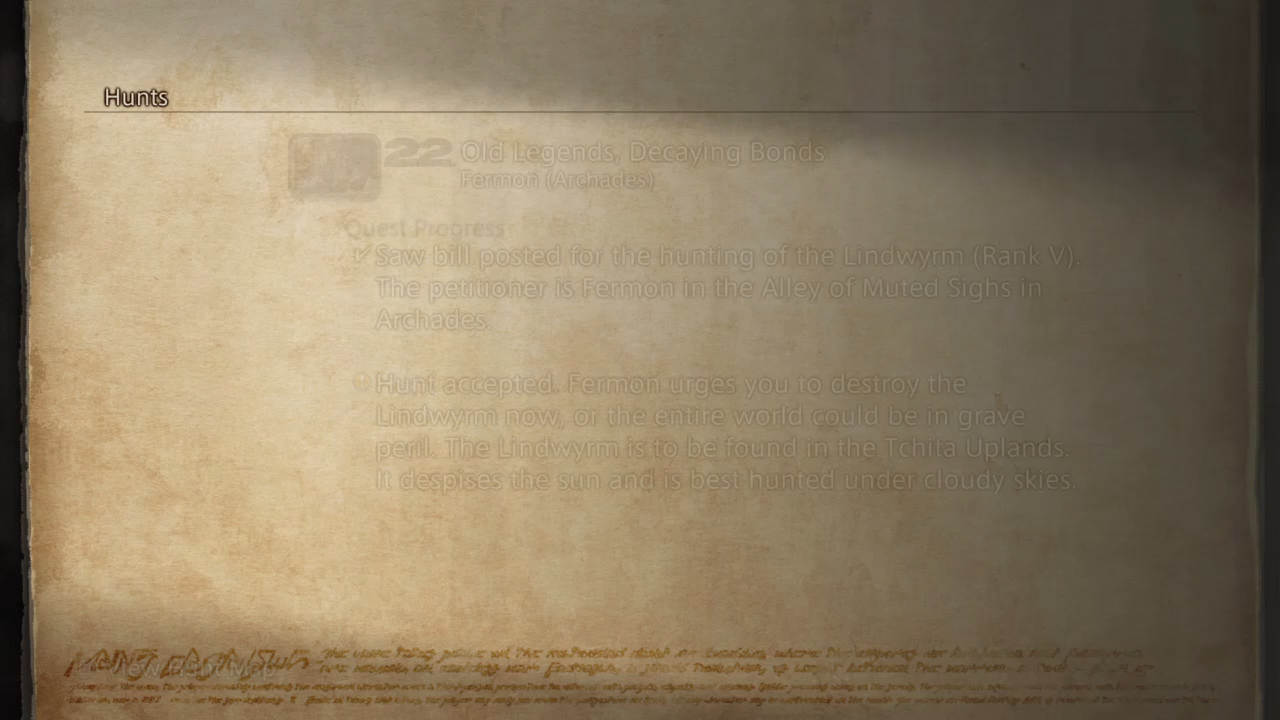 Hunts
22 Old Legends, Decaying Bonds
Fermon (Archades)
Quest Progress
Saw bill posted for the hunting of the Lindwyrm (Rank V).
The petitioner is Fermon in the Alley of Muted Sighs in
Archades.
Hunt accepted. Fermon urges you to destroy the
Lindwyrm now, or the entire world could be in grave
peril. The Lindwyrm is to be found in the Tchita Uplands.
It despises the sun and is best hunted under cloudy skies.